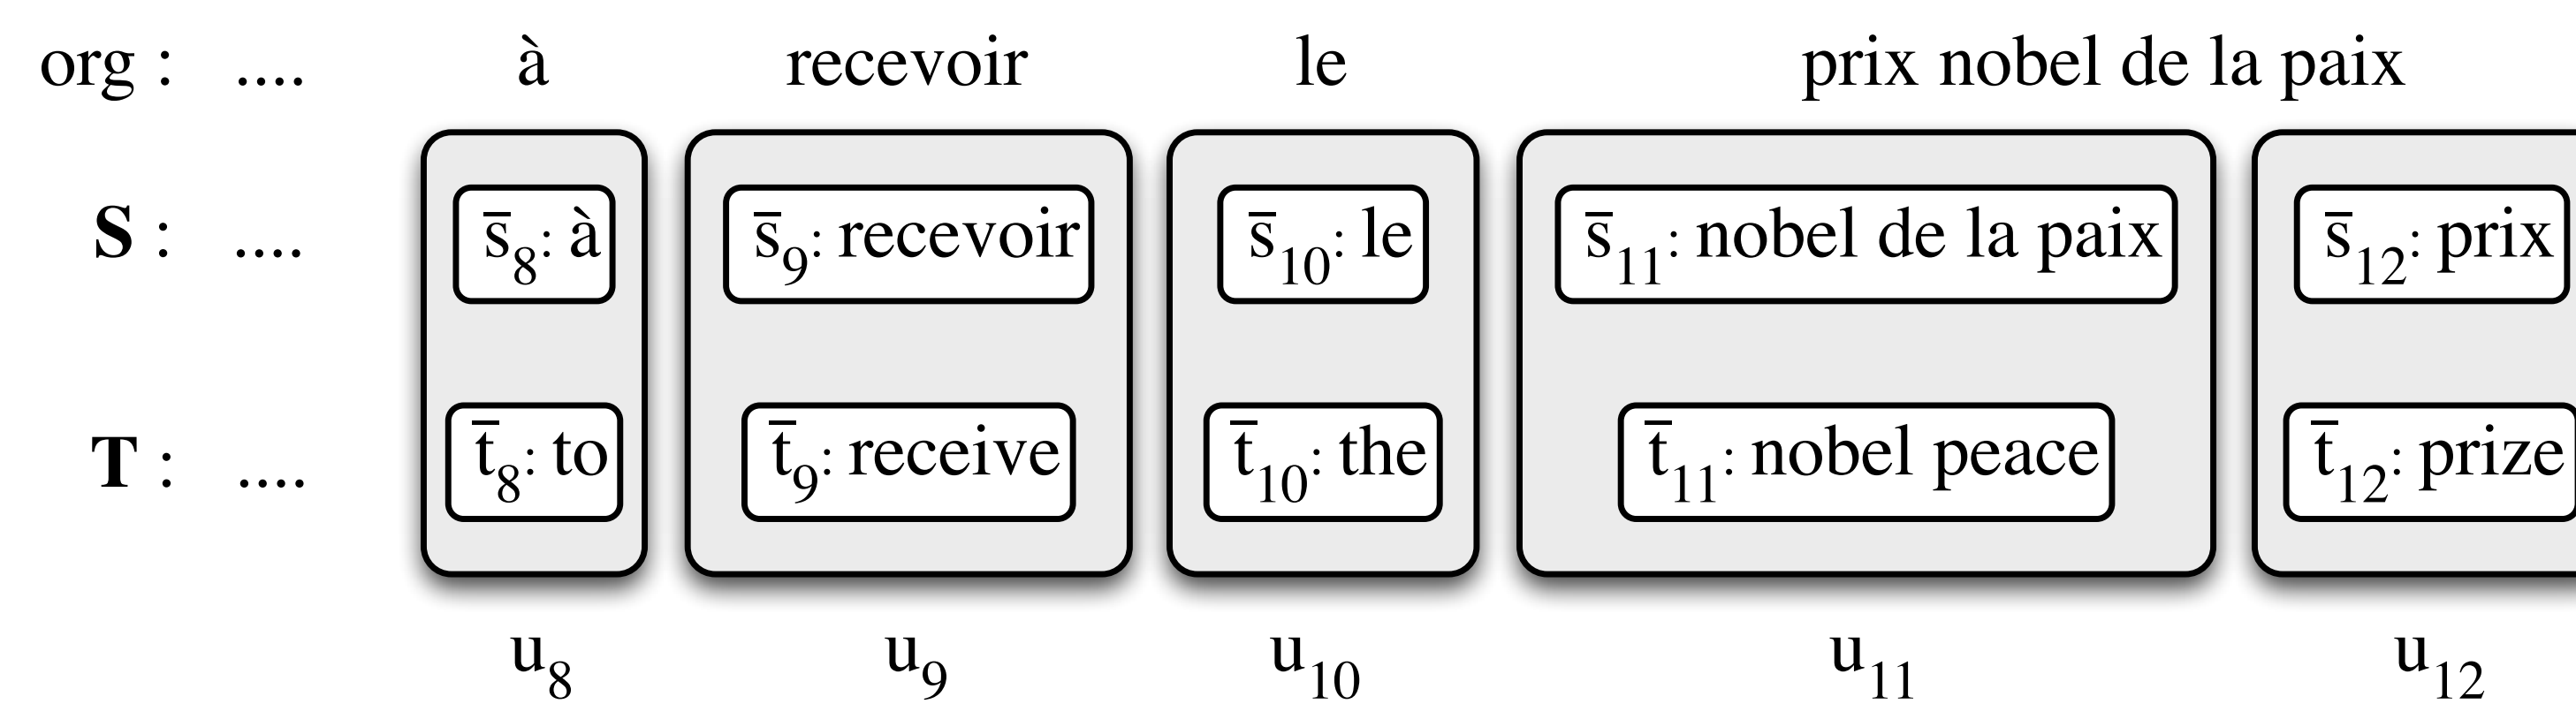 org : .... à recevoir le prix nobel de la paix
S : .... s̄8: à s̄9: recevoir s̄10: le s̄11: nobel de la paix s̄12: prix
T : .... t̄8: to t̄9: receive t̄10: the t̄11: nobel peace t̄12: prize
u8 u9 u10 u11 u12